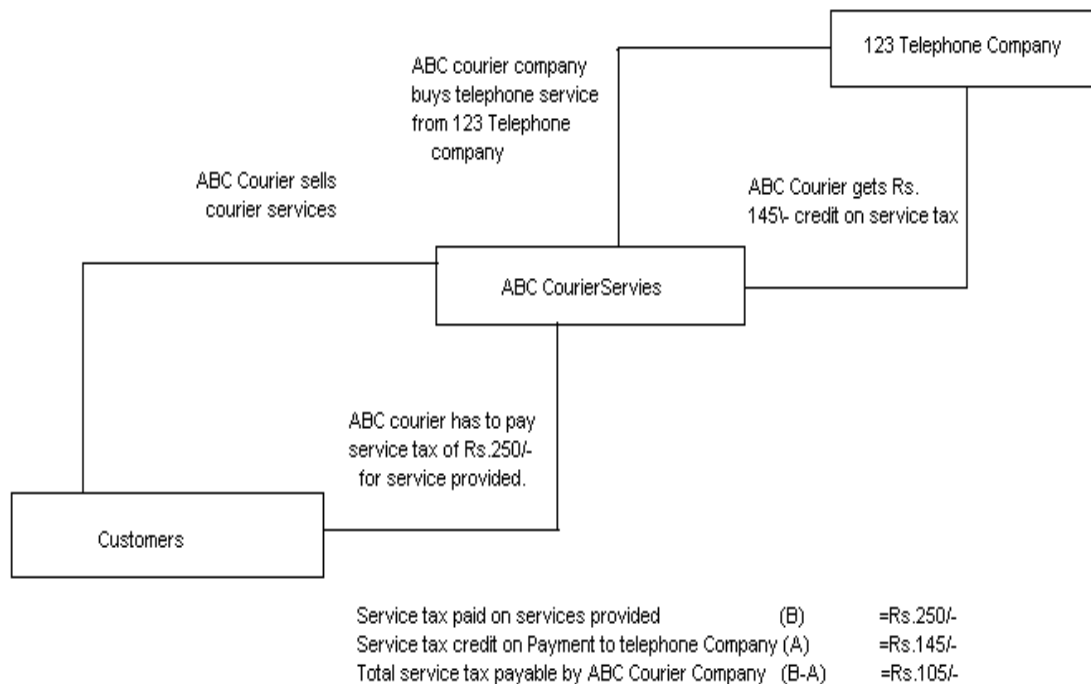 123 Telephone Company
ABC courier company
buys telephone service
from 123 Telephone
company
ABC Courier sells
courier services
ABC Courier gets Rs.
145\- credit on service tax
ABC CourierServies
ABC courier has to pay
service tax of Rs.250/-
for service provided.
Customers
Service tax paid on services provided (B) =Rs.250/-
Service tax credit on Payment to telephone Company (A) =Rs.145/-
Total service tax payable by ABC Courier Company (B-A) =Rs.105/-